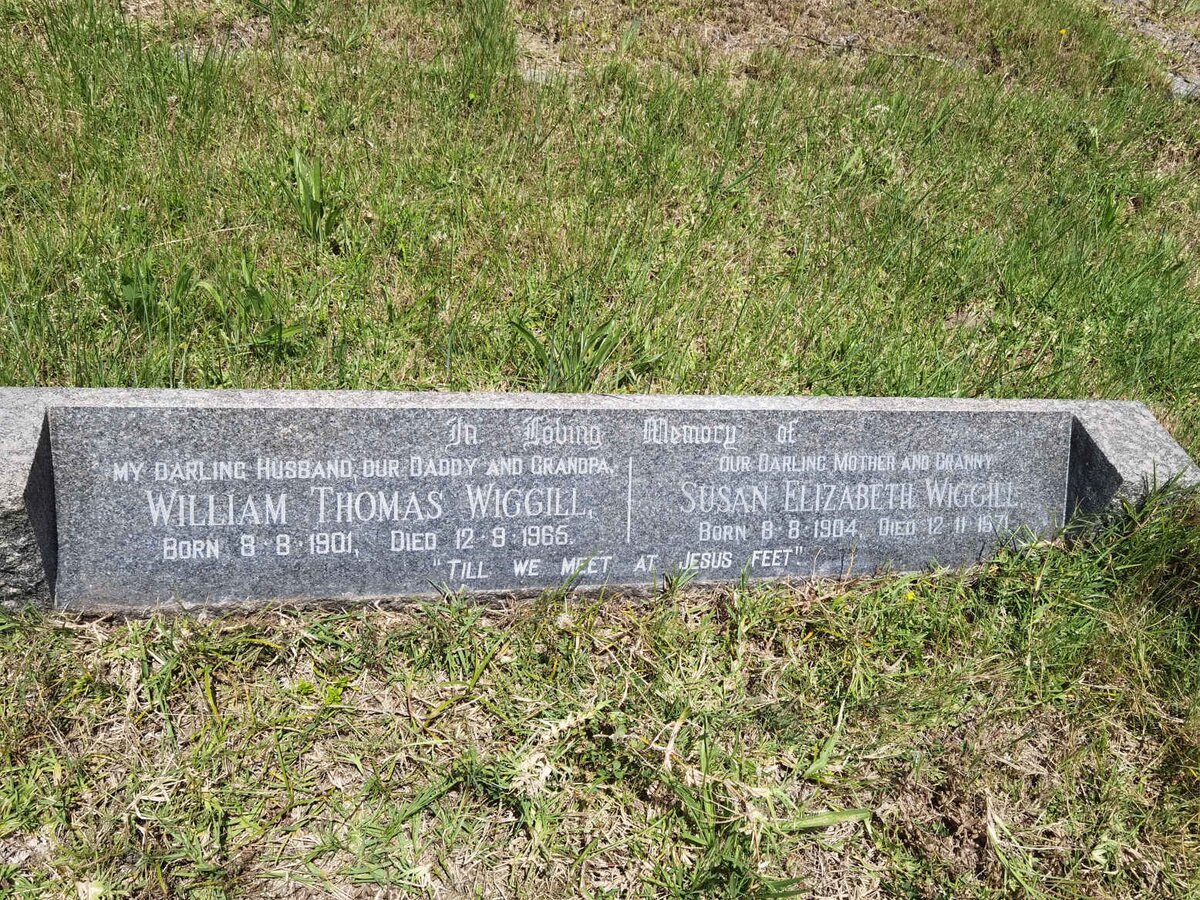 In Loving Memory of
MY DARLING HUSBAND, OUR DADDY AND GRANDPA,
WILLIAM THOMAS WIGGILL,
BORN 8·8·1901, DIED 12·9·1965.
OUR DARLING MOTHER AND GRANNY
SUSAN ELIZABETH WIGGILL
BORN 8·8·1904, DIED 12·11·1971.
"TILL WE MEET AT JESUS FEET".